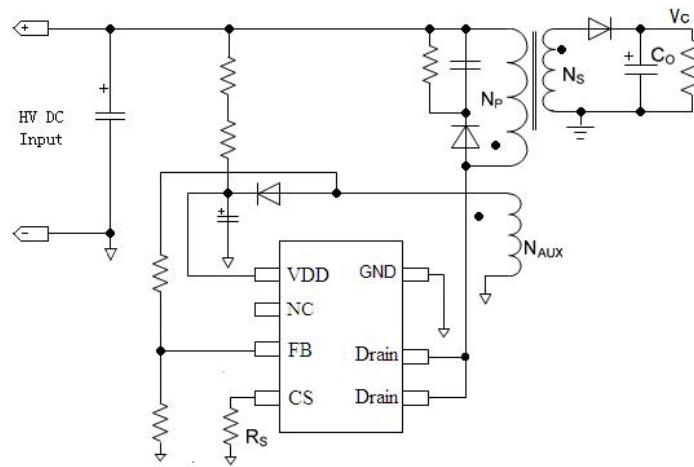 +
VC
+
CO
NS
NP
+
HV DC
Input
+
NAUX
VDD
GND
NC
FB
Drain
CS
Drain
RS
-